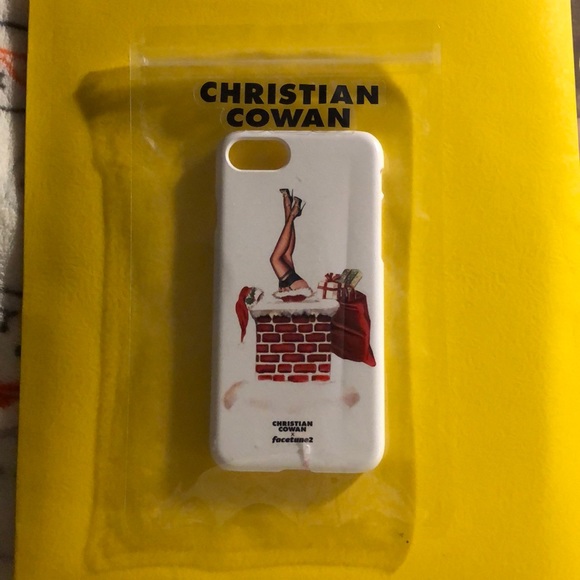 CHRISTIAN
COWAN
CHRISTIAN
COWAN
x
facetune2